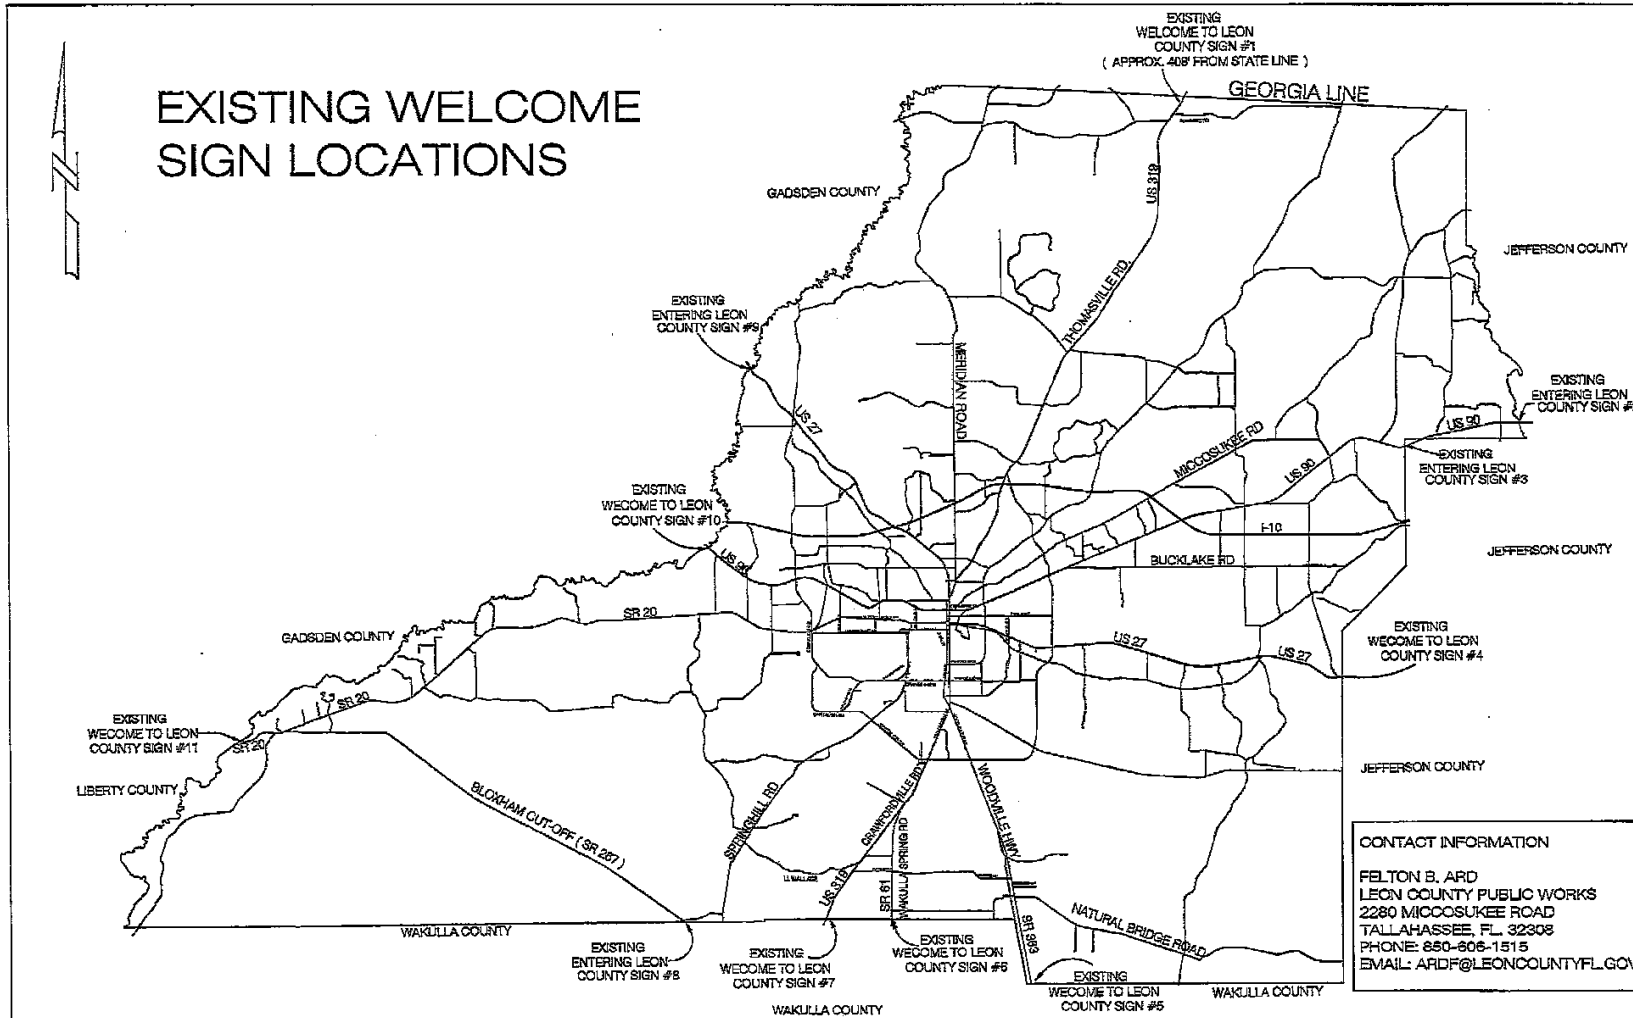 EXISTING
WELCOME TO LEON
COUNTY SIGN #1
( APPROX. 408' FROM STATE LINE )
EXISTING WELCOME
SIGN LOCATIONS
N
GEORGIA LINE
GADSDEN COUNTY
US 319
JEFFERSON COUNTY
THOMASVILLE RD.
EXISTING
ENTERING LEON
COUNTY SIGN #9
MERIDIAN ROAD
EXISTING
ENTERING LEON
COUNTY SIGN
US 27
US 90
MICCOSUKEE RD
EXISTING
ENTERING LEON
COUNTY SIGN #3
US 90
EXISTING
WECOME TO LEON
COUNTY SIGN #10
I-10
JEFFERSON COUNTY
US 90
BUCKLAKE RD
SR 20
GADSDEN COUNTY
EXISTING
WECOME TO LEON
COUNTY SIGN #4
US 27
US 27
SR 20
EXISTING
WECOME TO LEON
COUNTY SIGN #11
SR 20
JEFFERSON COUNTY
LIBERTY COUNTY
BLOXHAM CUT-OFF ( SR 267 )
SPRINGHILL RD
CRAWFORDVILLE RD
WOODVILLE HWY
US 319
SR 61
WAKULLA SPRING RD
CONTACT INFORMATION
FELTON B. ARD
LEON COUNTY PUBLIC WORKS
2280 MICCOSUKEE ROAD
TALLAHASSEE, FL. 32308
PHONE: 850-606-1515
EMAIL: ARDF@LEONCOUNTYFL.GOV
NATURAL BRIDGE ROAD
SR 363
WAKULLA COUNTY
EXISTING
ENTERING LEON
COUNTY SIGN #8
EXISTING
WECOME TO LEON
COUNTY SIGN #7
EXISTING
WECOME TO LEON
COUNTY SIGN #6
EXISTING
WECOME TO LEON
COUNTY SIGN #5
WAKULLA COUNTY
WAKULLA COUNTY